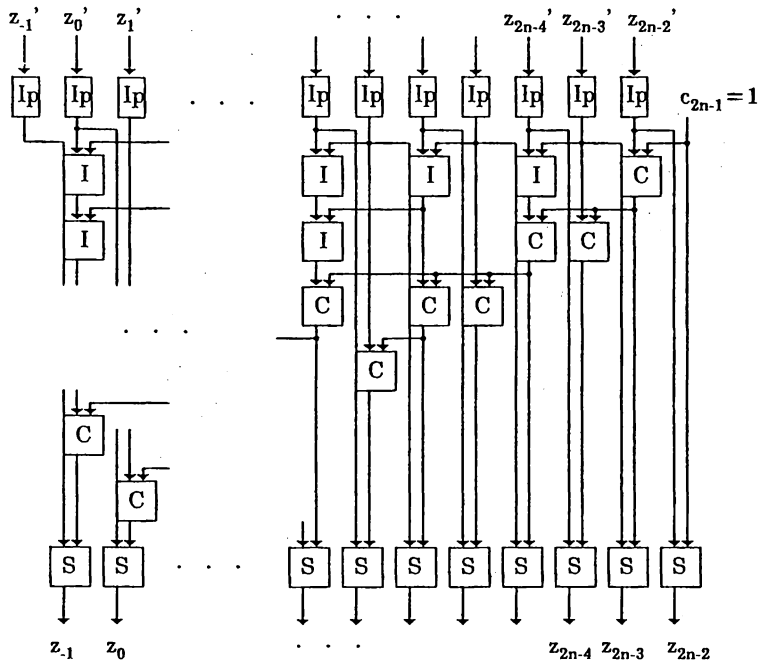 z₋₁' z₀' z₁' . . . z₂ₙ₋₄' z₂ₙ₋₃' z₂ₙ₋₂'
Ip Ip Ip . . . Ip Ip Ip Ip Ip Ip Ip c₂ₙ₋₁ = 1
I I I I C
I I C C
C C C
. . .
C
C
C
S S . . . S S S S S S S S
z₋₁ z₀ . . . z₂ₙ₋₄ z₂ₙ₋₃ z₂ₙ₋₂